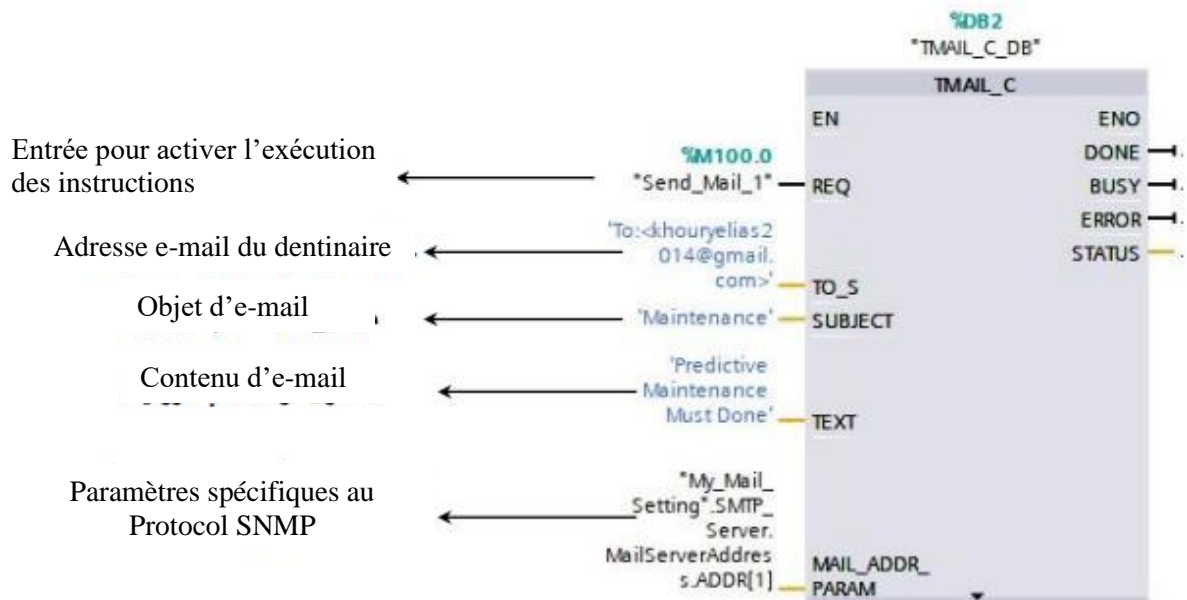 %DB2
"TMAIL_C_DB"
TMAIL_C
EN
ENO
Entrée pour activer l'exécution
des instructions
%M100.0
"Send_Mail_1"
REQ
DONE
BUSY
ERROR
STATUS
Adresse e-mail du dentinaire
'To:<khouryelias2
014@gmail.
com>'
TO_S
Objet d'e-mail
'Maintenance'
SUBJECT
Contenu d'e-mail
'Predictive
Maintenance
Must Done'
TEXT
Paramètres spécifiques au
Protocol SNMP
"My_Mail_
Setting".SMTP_
Server.
MailServerAddres
s.ADDR[1]
MAIL_ADDR_
PARAM